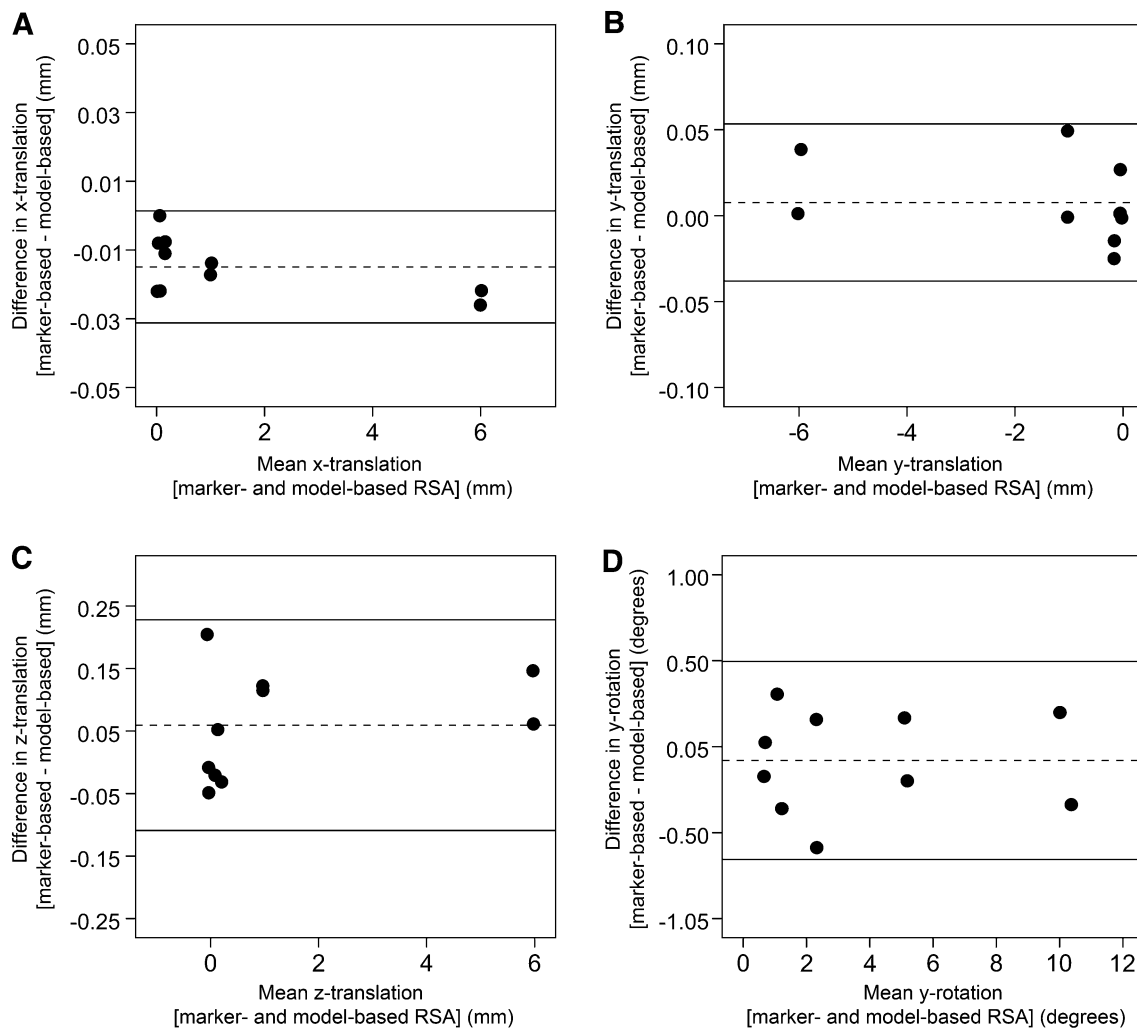 A
0.05
0.03
0.01
-0.01
-0.03
-0.05
Difference in x-translation
[marker-based - model-based] (mm)
0 2 4 6
Mean x-translation
[marker- and model-based RSA] (mm)
B
0.10
0.05
0.00
-0.05
-0.10
Difference in y-translation
[marker-based - model-based] (mm)
-6 -4 -2 0
Mean y-translation
[marker- and model-based RSA] (mm)
C
0.25
0.15
0.05
-0.05
-0.15
-0.25
Difference in z-translation
[marker-based - model-based] (mm)
0 2 4 6
Mean z-translation
[marker- and model-based RSA] (mm)
D
1.00
0.50
0.05
-0.50
-1.05
Difference in y-rotation
[marker-based - model-based] (degrees)
0 2 4 6 8 10 12
Mean y-rotation
[marker- and model-based RSA] (degrees)